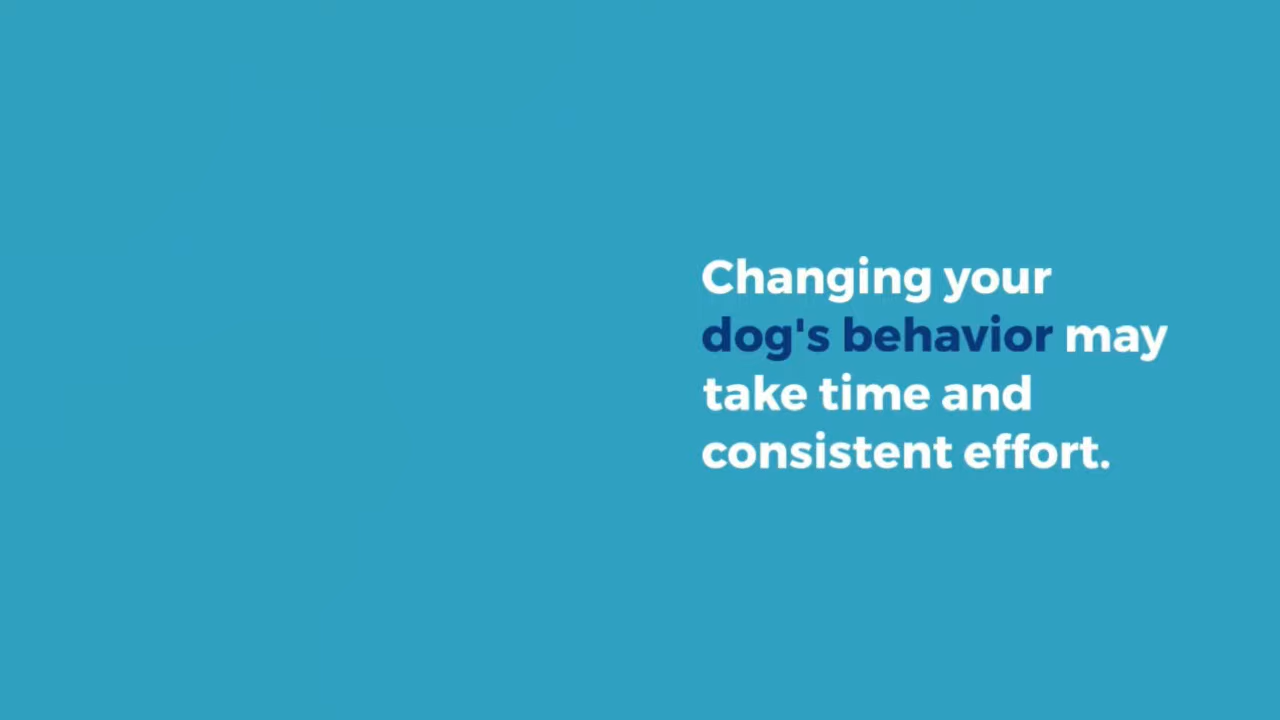 Changing your
dog's behavior may
take time and
consistent effort.